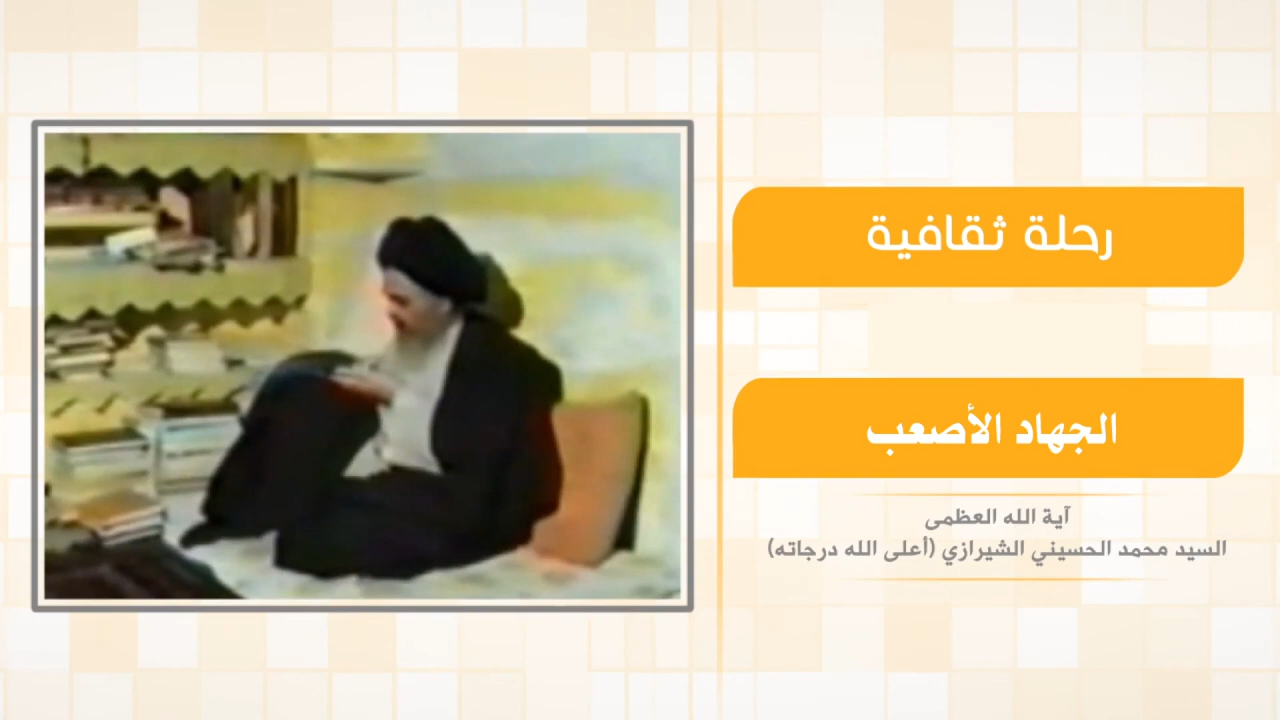 رحلة ثقافية
الجهاد الأصعب
آية الله العظمى
السيد محمد الحسيني الشيرازي (أعلى الله درجاته)